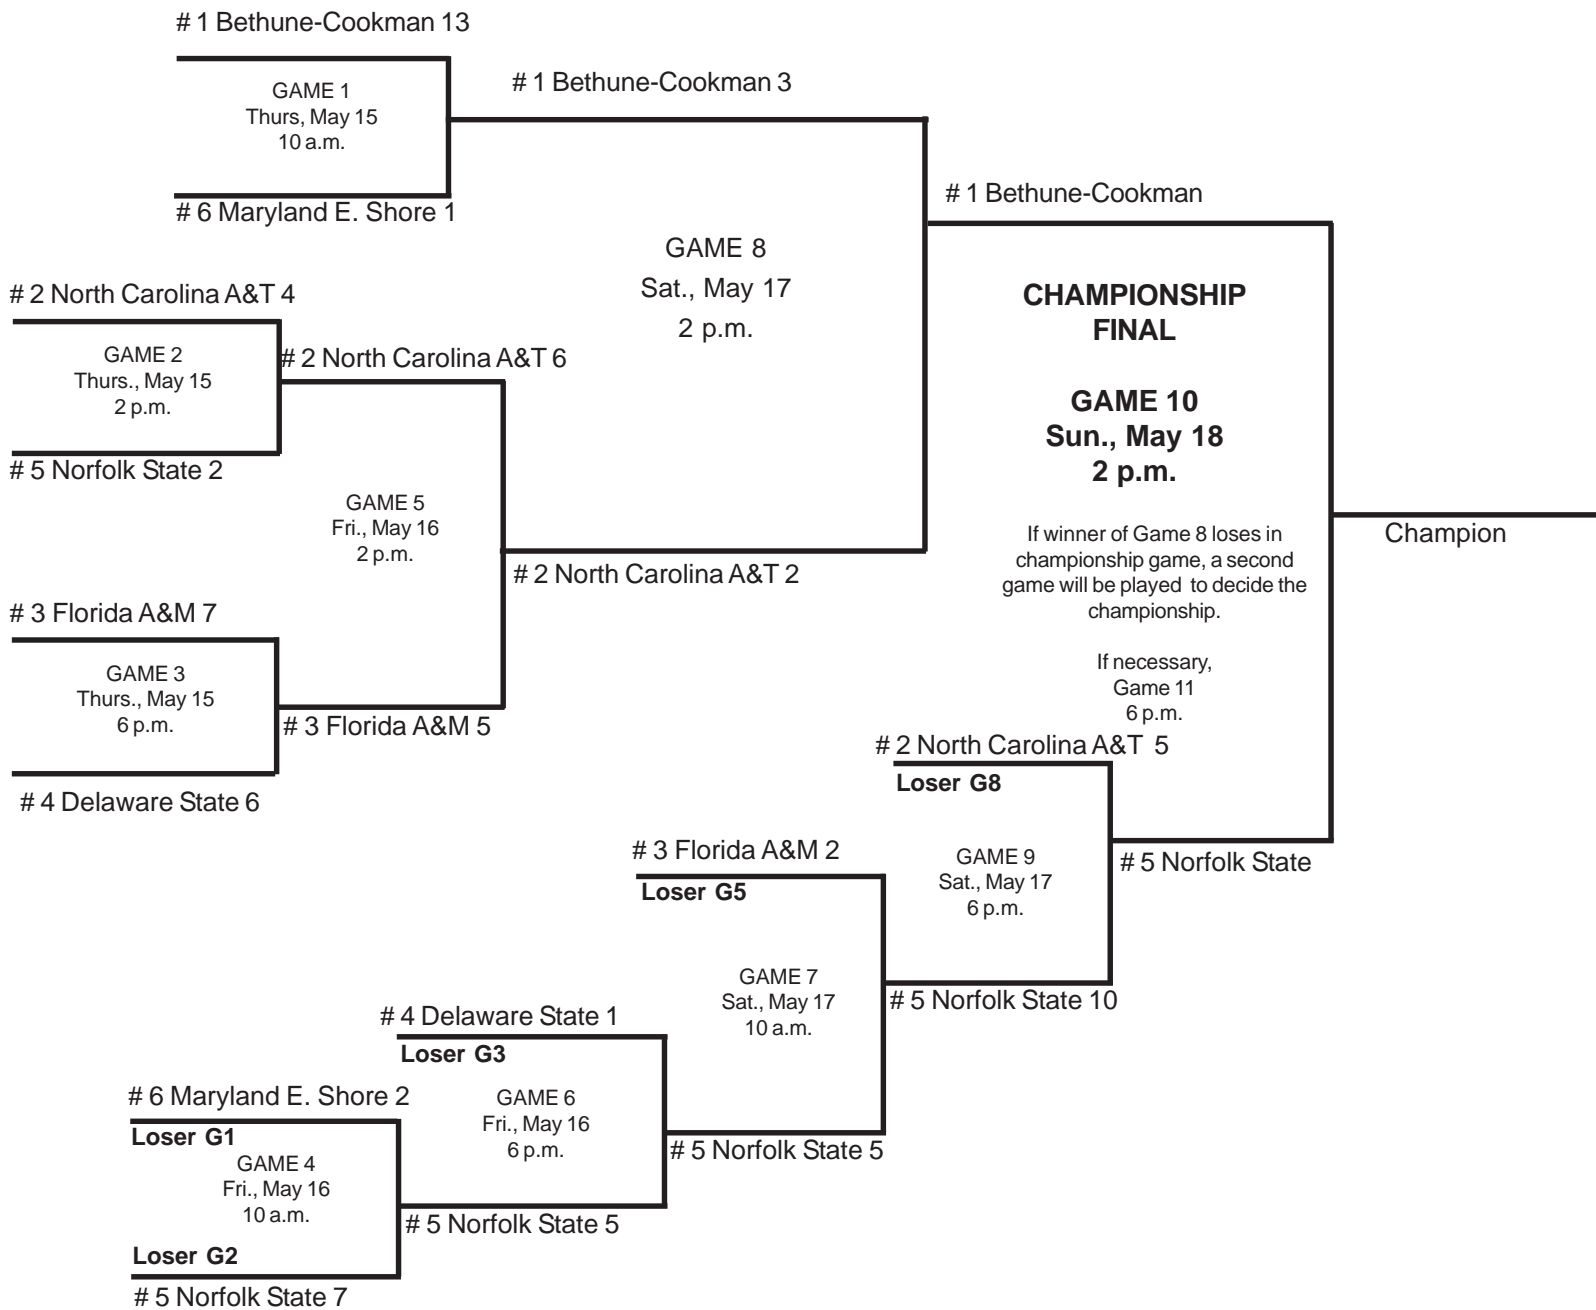 # 1 Bethune-Cookman 13
GAME 1
Thurs, May 15
10 a.m.
# 6 Maryland E. Shore 1
# 1 Bethune-Cookman 3
# 2 North Carolina A&T 4
GAME 2
Thurs., May 15
2 p.m.
# 5 Norfolk State 2
# 2 North Carolina A&T 6
GAME 5
Fri., May 16
2 p.m.
# 3 Florida A&M 7
GAME 3
Thurs., May 15
6 p.m.
# 4 Delaware State 6
# 3 Florida A&M 5
GAME 8
Sat., May 17
2 p.m.
# 2 North Carolina A&T 2
# 1 Bethune-Cookman
CHAMPIONSHIP
FINAL
GAME 10
Sun., May 18
2 p.m.
If winner of Game 8 loses in
championship game, a second
game will be played to decide the
championship.
If necessary,
Game 11
6 p.m.
Champion
# 2 North Carolina A&T 5
Loser G8
GAME 9
Sat., May 17
6 p.m.
# 5 Norfolk State
# 3 Florida A&M 2
Loser G5
GAME 7
Sat., May 17
10 a.m.
# 5 Norfolk State 10
# 4 Delaware State 1
Loser G3
GAME 6
Fri., May 16
6 p.m.
# 5 Norfolk State 5
# 6 Maryland E. Shore 2
Loser G1
GAME 4
Fri., May 16
10 a.m.
Loser G2
# 5 Norfolk State 7
# 5 Norfolk State 5